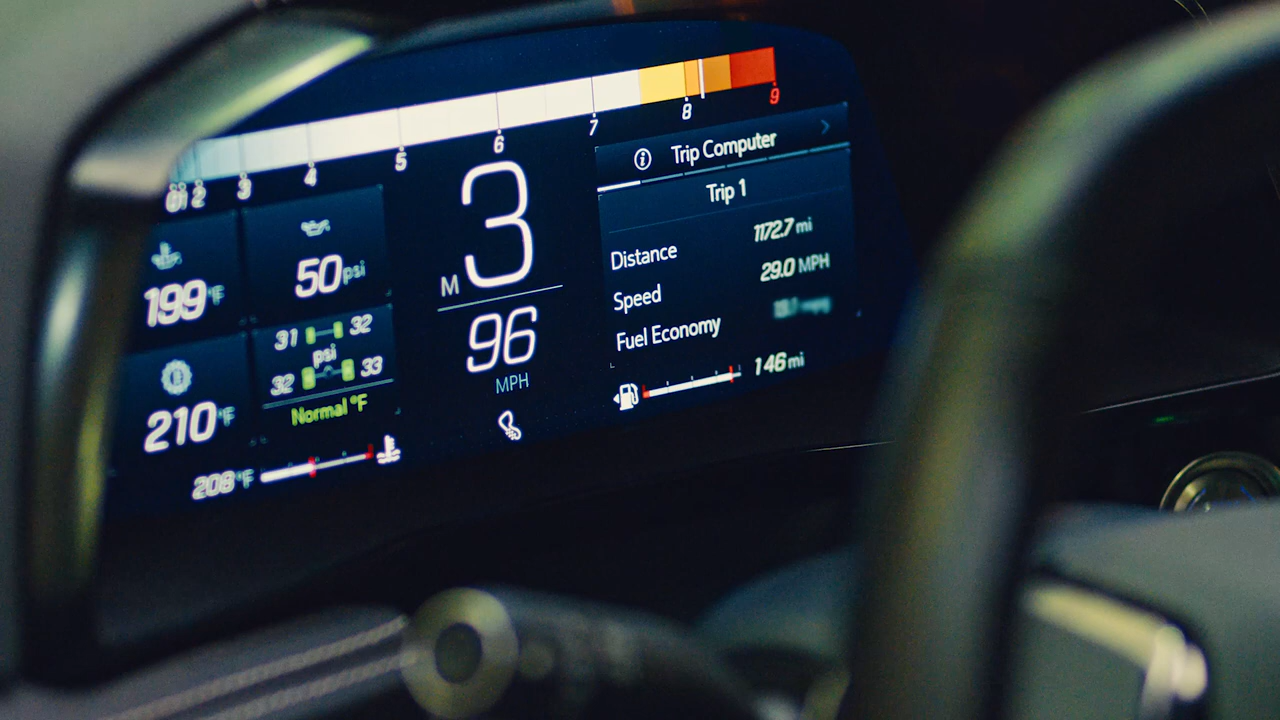 0 1 2 3 4 5 6 7 8 9
199 °F
50 psi
31 32
psi
32 33
Normal °F
210 °F
208 °F
3
M
96
MPH
Trip Computer
Trip 1
Distance 1172.7 mi
Speed 29.0 MPH
Fuel Economy
146 mi